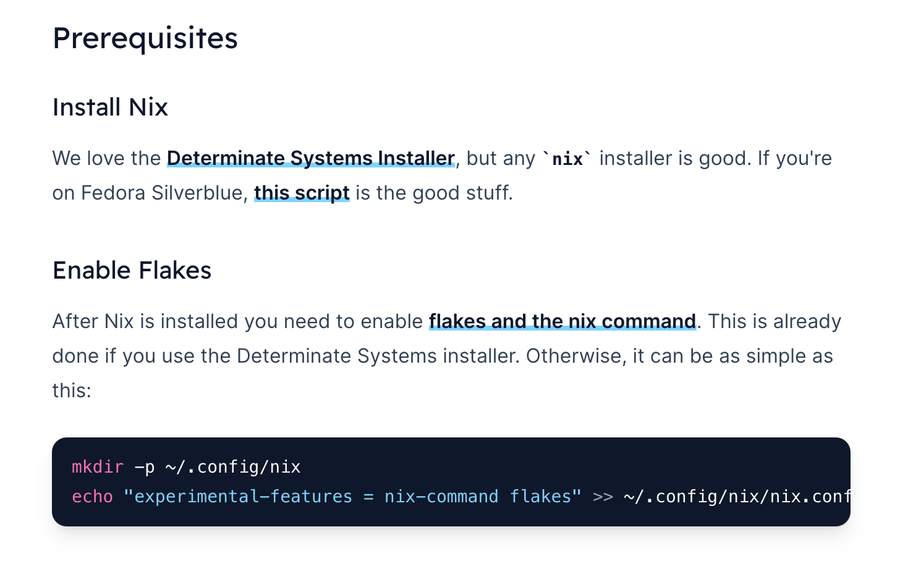 Prerequisites
Install Nix
We love the Determinate Systems Installer, but any `nix` installer is good. If you're
on Fedora Silverblue, this script is the good stuff.
Enable Flakes
After Nix is installed you need to enable flakes and the nix command. This is already
done if you use the Determinate Systems installer. Otherwise, it can be as simple as
this:
mkdir -p ~/.config/nix
echo "experimental-features = nix-command flakes" >> ~/.config/nix/nix.conf